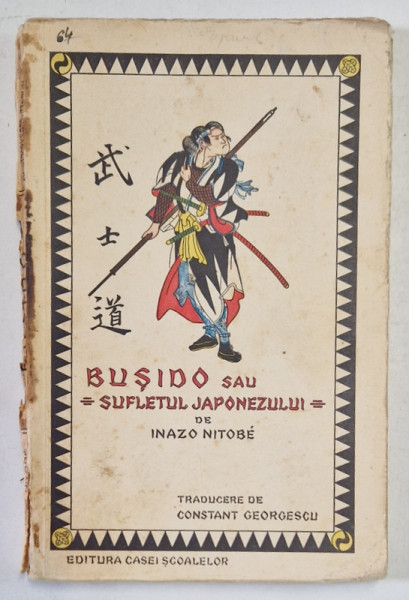 64
武
士
道
BUȘIDO SAU
= SUFLETUL JAPONEZULUI =
DE
INAZO NITOBÉ
TRADUCERE DE
CONSTANT GEORGESCU
EDITURA CASEI ȘCOALELOR